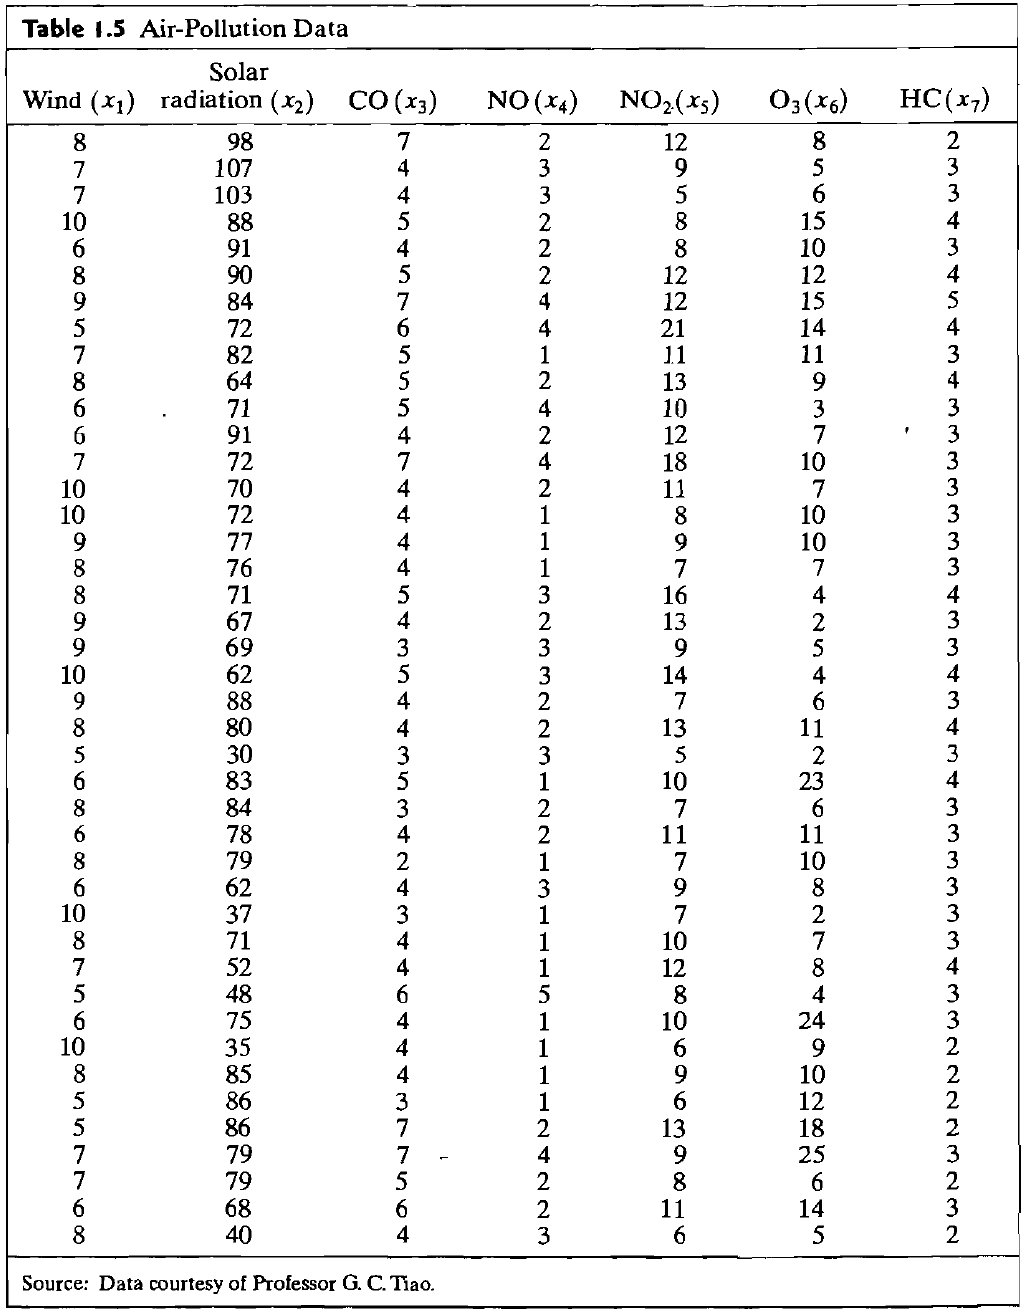 Table 1.5 Air-Pollution Data
Solar
Wind (x₁) radiation (x₂) CO (x₃) NO (x₄) NO₂ (x₅) O₃ (x₆) HC (x₇)
8 98 7 2 12 8 2
7 107 4 3 9 5 3
7 103 4 3 5 6 3
10 88 5 2 8 15 4
6 91 4 2 8 10 3
8 90 5 2 12 12 4
9 84 7 4 12 15 5
5 72 6 4 21 14 4
7 82 5 1 11 11 3
8 64 5 2 13 9 4
6 71 5 4 10 3 3
6 91 4 2 12 7 3
7 72 7 4 18 10 3
10 70 4 2 11 7 3
10 72 4 1 8 10 3
9 77 4 1 9 10 3
8 76 4 1 7 7 3
8 71 5 3 16 4 4
9 67 4 2 13 2 3
9 69 3 3 9 5 3
10 62 5 3 14 4 4
9 88 4 2 7 6 3
8 80 4 2 13 11 4
5 30 3 3 5 2 3
6 83 5 1 10 23 4
8 84 3 2 7 6 3
6 78 4 2 11 11 3
8 79 2 1 7 10 3
6 62 4 3 9 8 3
10 37 3 1 7 2 3
8 71 4 1 10 7 3
7 52 4 1 12 8 4
5 48 6 5 8 4 3
6 75 4 1 10 24 3
10 35 4 1 6 9 2
8 85 4 1 9 10 2
5 86 3 1 6 12 2
5 86 7 2 13 18 2
7 79 7 4 9 25 3
7 79 5 2 8 6 2
6 68 6 2 11 14 3
8 40 4 3 6 5 2
Source: Data courtesy of Professor G. C. Tiao.